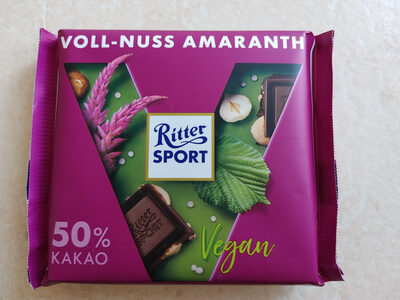 VOLL-NUSS AMARANTH
Ritter
SPORT
50%
KAKAO
Vegan